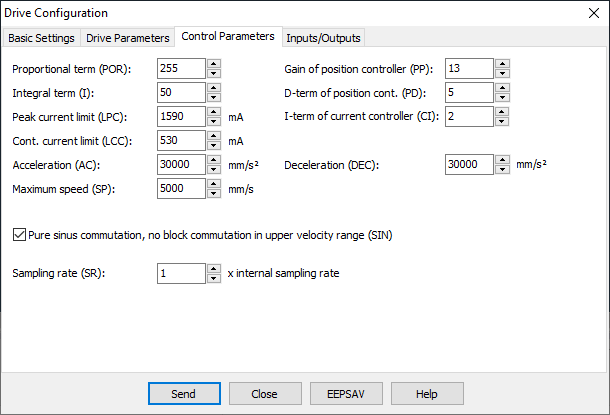 Drive Configuration
Basic Settings Drive Parameters Control Parameters Inputs/Outputs
Proportional term (POR): 255 Gain of position controller (PP): 13
Integral term (I): 50 D-term of position cont. (PD): 5
Peak current limit (LPC): 1590 mA I-term of current controller (CI): 2
Cont. current limit (LCC): 530 mA
Acceleration (AC): 30000 mm/s² Deceleration (DEC): 30000 mm/s²
Maximum speed (SP): 5000 mm/s
Pure sinus commutation, no block commutation in upper velocity range (SIN)
Sampling rate (SR): 1 x internal sampling rate
Send Close EEPSAV Help